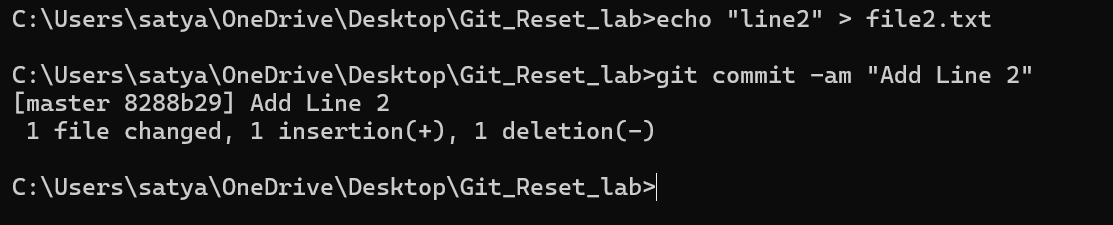 C:\Users\satya\OneDrive\Desktop\Git_Reset_lab>echo "line2" > file2.txt
C:\Users\satya\OneDrive\Desktop\Git_Reset_lab>git commit -am "Add Line 2"
[master 8288b29] Add Line 2
 1 file changed, 1 insertion(+), 1 deletion(-)
C:\Users\satya\OneDrive\Desktop\Git_Reset_lab>